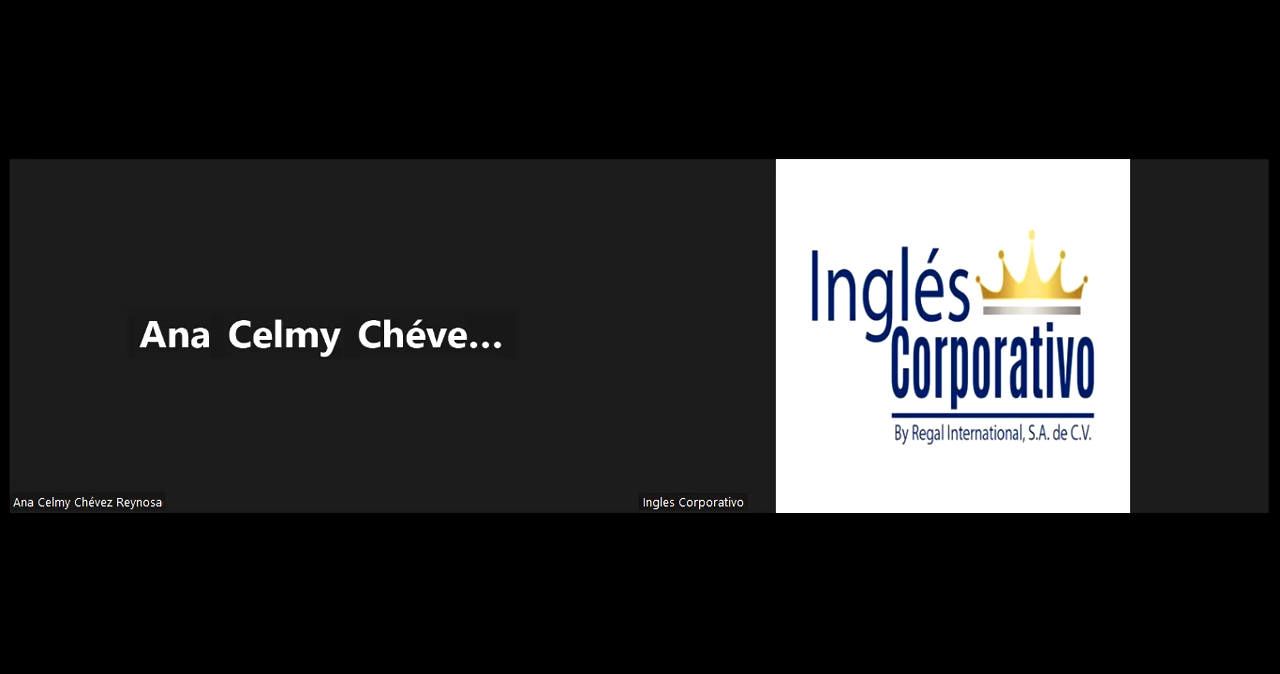 Ana Celmy Chéve...
Ana Celmy Chévez Reynosa
Inglés
Corporativo
By Regal International, S.A. de C.V.
Ingles Corporativo